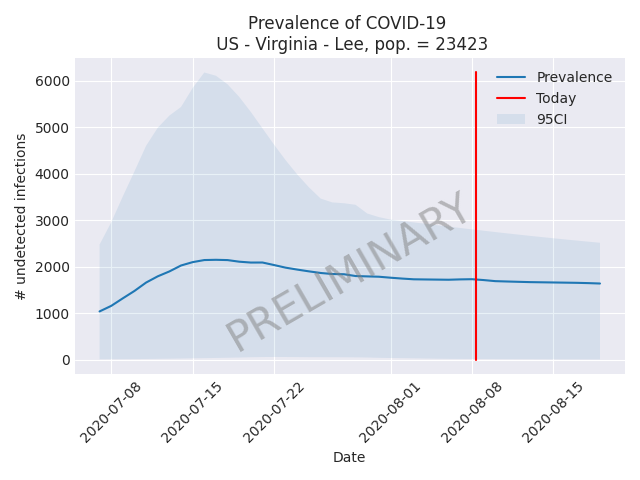 Prevalence of COVID-19
US - Virginia - Lee, pop. = 23423
# undetected infections
6000
5000
4000
3000
2000
1000
0
Prevalence
Today
95CI
PRELIMINARY
2020-07-08
2020-07-15
2020-07-22
2020-08-01
2020-08-08
2020-08-15
Date